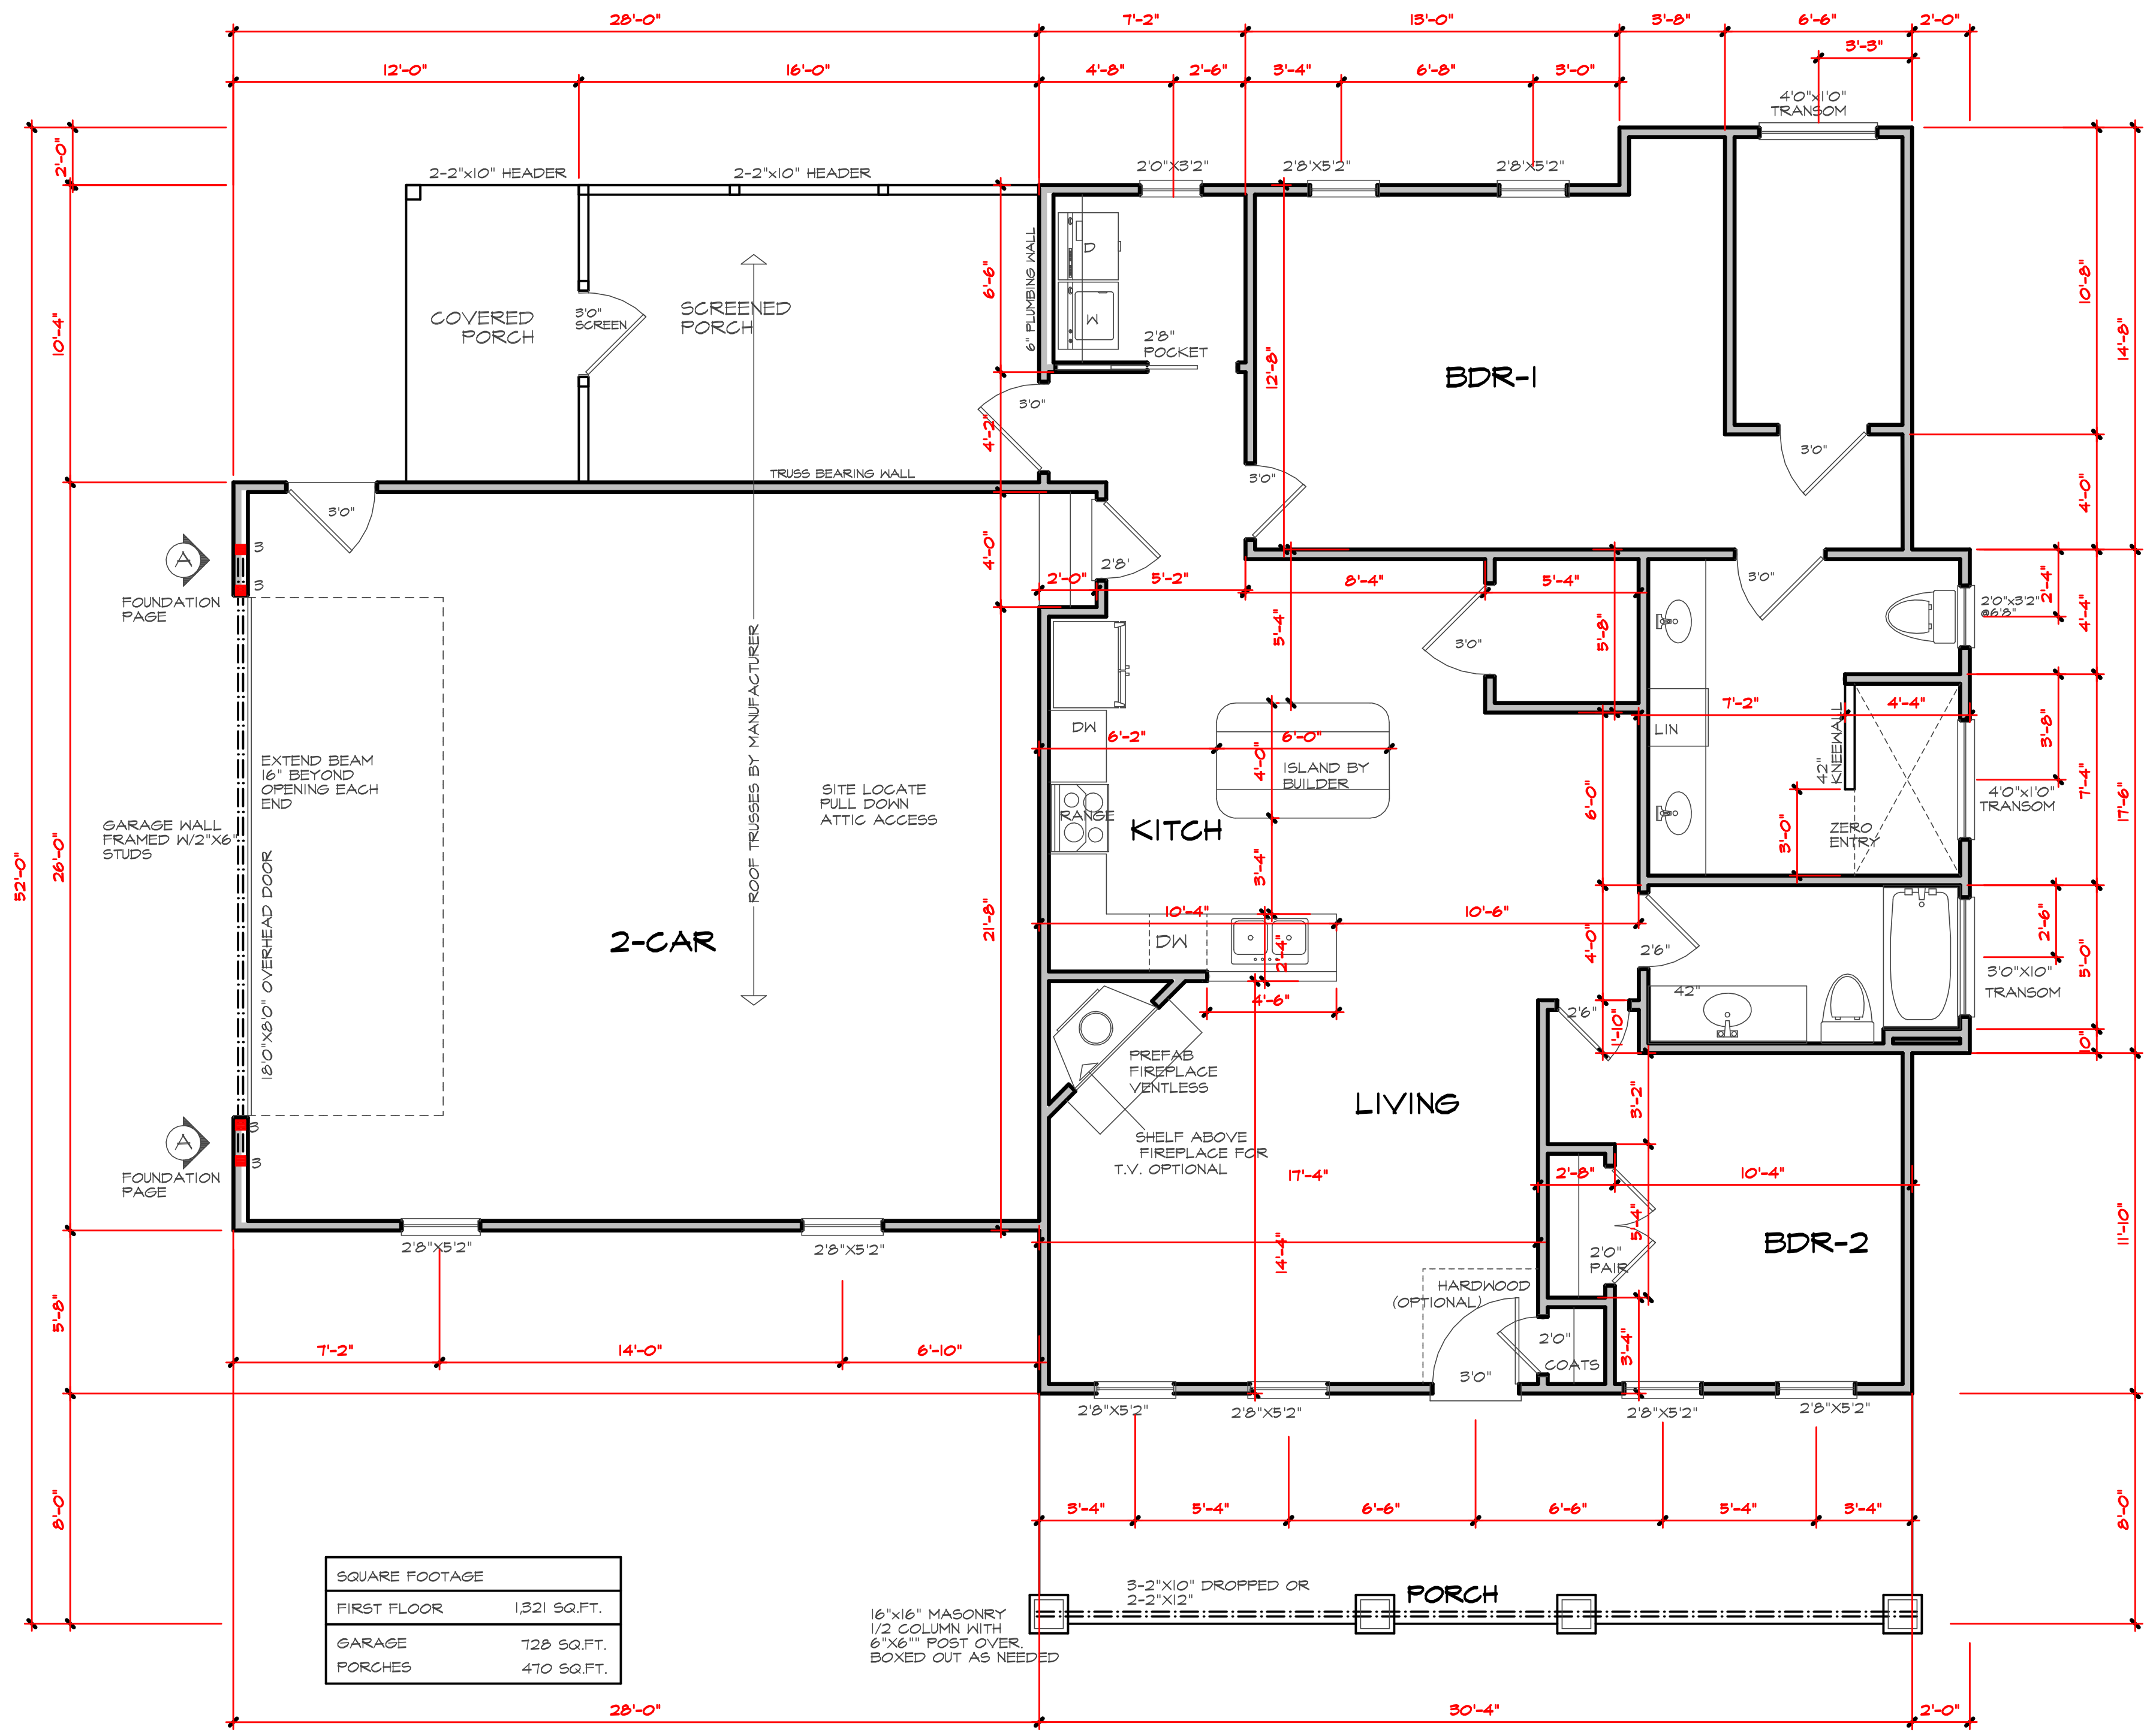 28'-0"
7'-2"
13'-0"
3'-8"
6'-6"
2'-0"
3'-3"
12'-0"
16'-0"
4'-8"
2'-6"
3'-4"
6'-8"
3'-0"
4'0"x1'0"
TRANSOM
2'-0"
2-2"x10" HEADER
2-2"x10" HEADER
2'0"X3'2"
2'8'X5'2"
2'8'X5'2"
10'-4"
6'-6"
6" PLUMBING WALL
D
W
COVERED
PORCH
3'0"
SCREEN
SCREENED
PORCH
2'8"
POCKET
12'-8"
BDR-1
10'-8"
14'-8"
3'0"
4'-2"
3'0"
3'0"
TRUSS BEARING WALL
4'-0"
3'0"
A
3
3
FOUNDATION
PAGE
4'-0"
2'8'
2'-0"
5'-2"
8'-4"
5'-4"
3'0"
2'0"x3'2"
@6'8"
2'-4"
4'-4"
5'-4"
3'0"
5'-8"
ROOF TRUSSES BY MANUFACTURER
DW
6'-2"
6'-0"
4'-0"
ISLAND BY
BUILDER
LIN
7'-2"
4'-4"
42"
KNEEWALL
3'-8"
7'-4"
17'-6"
4'0"x1'0"
TRANSOM
EXTEND BEAM
16" BEYOND
OPENING EACH
END
GARAGE WALL
FRAMED W/2"X6"
STUDS
SITE LOCATE
PULL DOWN
ATTIC ACCESS
52'-0"
26'-0"
18'0"X8'0" OVERHEAD DOOR
2-CAR
21'-8"
RANGE
KITCH
3'-4"
6'-0"
3'-0"
ZERO
ENTRY
10'-4"
10'-6"
DW
2'-4"
4'-6"
4'-0"
2'6"
2'-6"
5'-0"
3'0"X10"
TRANSOM
42"
2'6"
1'-10"
10"
PREFAB
FIREPLACE
VENTLESS
LIVING
SHELF ABOVE
FIREPLACE FOR
T.V. OPTIONAL
17'-4"
3'-2"
2'-8"
10'-4"
5'-4"
BDR-2
11'-10"
2'0"
PAIR
A
3
3
FOUNDATION
PAGE
2'8"X5'2"
2'8"X5'2"
14'-4"
HARDWOOD
(OPTIONAL)
2'0"
COATS
3'0"
3'-4"
5'-8"
7'-2"
14'-0"
6'-10"
2'8"X5'2"
2'8"X5'2"
2'8"X5'2"
2'8"X5'2"
8'-0"
8'-0"
3'-4"
5'-4"
6'-6"
6'-6"
5'-4"
3'-4"
SQUARE FOOTAGE
FIRST FLOOR 1,321 SQ.FT.
GARAGE 728 SQ.FT.
PORCHES 470 SQ.FT.
16"x16" MASONRY
1/2 COLUMN WITH
6"X6"" POST OVER.
BOXED OUT AS NEEDED
3-2"X10" DROPPED OR
2-2"X12"
PORCH
28'-0"
30'-4"
2'-0"